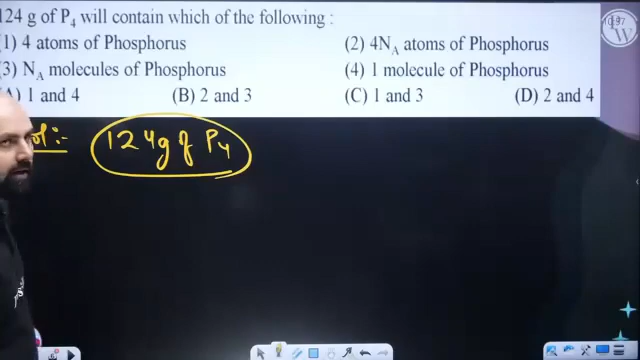 124 g of P4 will contain which of the following :
(1) 4 atoms of Phosphorus (2) 4NA atoms of Phosphorus
(3) NA molecules of Phosphorus (4) 1 molecule of Phosphorus
(A) 1 and 4 (B) 2 and 3 (C) 1 and 3 (D) 2 and 4
Sol:- 124g of P4